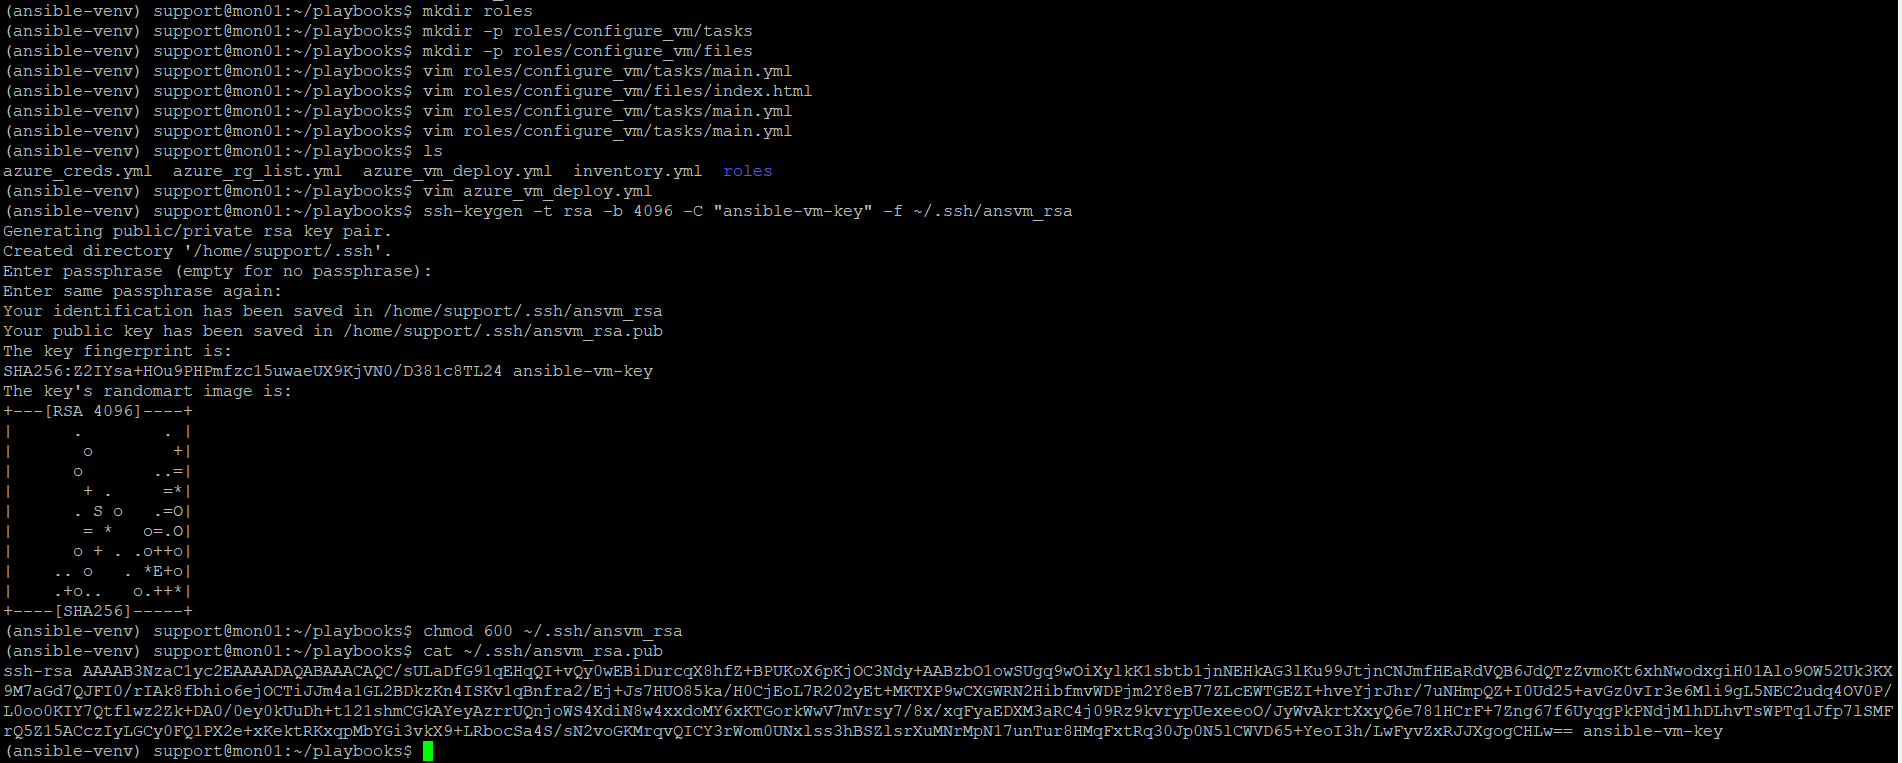 (ansible-venv) support@mon01:~/playbooks$ mkdir roles
(ansible-venv) support@mon01:~/playbooks$ mkdir -p roles/configure_vm/tasks
(ansible-venv) support@mon01:~/playbooks$ mkdir -p roles/configure_vm/files
(ansible-venv) support@mon01:~/playbooks$ vim roles/configure_vm/tasks/main.yml
(ansible-venv) support@mon01:~/playbooks$ vim roles/configure_vm/files/index.html
(ansible-venv) support@mon01:~/playbooks$ vim roles/configure_vm/tasks/main.yml
(ansible-venv) support@mon01:~/playbooks$ vim roles/configure_vm/tasks/main.yml
(ansible-venv) support@mon01:~/playbooks$ ls
azure_creds.yml  azure_rg_list.yml  azure_vm_deploy.yml  inventory.yml  roles
(ansible-venv) support@mon01:~/playbooks$ vim azure_vm_deploy.yml
(ansible-venv) support@mon01:~/playbooks$ ssh-keygen -t rsa -b 4096 -C "ansible-vm-key" -f ~/.ssh/ansvm_rsa
Generating public/private rsa key pair.
Created directory '/home/support/.ssh'.
Enter passphrase (empty for no passphrase):
Enter same passphrase again:
Your identification has been saved in /home/support/.ssh/ansvm_rsa
Your public key has been saved in /home/support/.ssh/ansvm_rsa.pub
The key fingerprint is:
SHA256:Z2IYsa+HOu9PHPmfzc15uwaeUX9KjVN0/D381c8TL24 ansible-vm-key
The key's randomart image is:
+---[RSA 4096]----+
|      .        . |
|       o        +|
|      o       ..=|
|       + .     =*|
|      . S o   .=O|
|       = *   o=.O|
|      o + . .o++o|
|    .. o   . *E+o|
|    .+o..   o.++*|
+----[SHA256]-----+
(ansible-venv) support@mon01:~/playbooks$ chmod 600 ~/.ssh/ansvm_rsa
(ansible-venv) support@mon01:~/playbooks$ cat ~/.ssh/ansvm_rsa.pub
ssh-rsa AAAAB3NzaC1yc2EAAAADAQABAAACAQC/sULaDfG91qEHqQI+vQy0wEBiDurcqX8hfZ+BPUKoX6pKjOC3Ndy+AABzbO1owSUgq9wOiXylkK1sbtb1jnNEHkAG3lKu99JtjnCNJmfHEaRdVQB6JdQTzZvmoKt6xhNwodxgiH01Alo9OW52Uk3KX
9M7aGd7QJFI0/rIAk8fbhio6ejOCTiJJm4a1GL2BDkzKn4ISKv1qBnfra2/Ej+Js7HUO85ka/H0CjEoL7R202yEt+MKTXP9wCXGWRN2HibfmvWDPjm2Y8eB77ZLcEWTGEZI+hveYjrJhr/7uNHmpQZ+I0Ud25+avGz0vIr3e6Mli9gL5NEC2udq4OV0P/
L0oo0KIY7Qtflwz2Zk+DA0/0ey0kUuDh+t121shmCGkAYeyAzrrUQnjoWS4XdiN8w4xxdoMY6xKTGorkWwV7mVrsy7/8x/xqFyaEDXM3aRC4j09Rz9kvrypUexeeoO/JyWvAkrtXxyQ6e781HCrF+7Zng67f6UyqgPkPNdjMlhDLhvTsWPTq1Jfp7lSMF
rQ5Z15ACczIyLGCy0FQ1PX2e+xKektRKxqpMbYGi3vkX9+LRbocSa4S/sN2voGKMrqvQICY3rWom0UNxlss3hBSZlsrXuMNrMpN17unTur8HMqFxtRq30Jp0N5lCWVD65+YeoI3h/LwFyvZxRJJXgogCHLw== ansible-vm-key
(ansible-venv) support@mon01:~/playbooks$